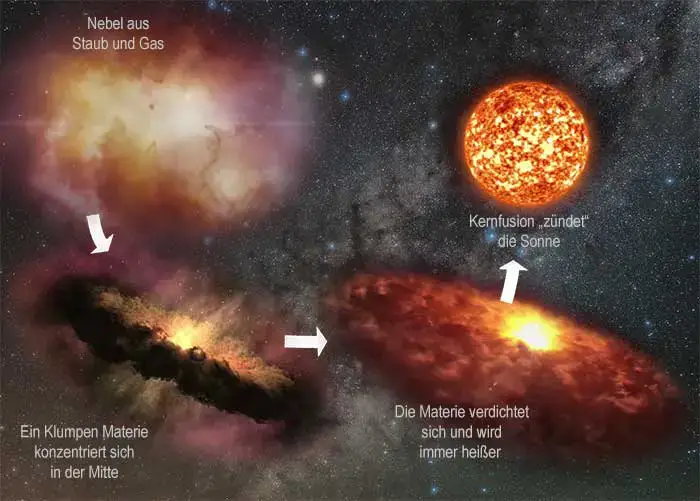 Nebel aus
Staub und Gas
Ein Klumpen Materie
konzentriert sich
in der Mitte
Die Materie verdichtet
sich und wird
immer heißer
Kernfusion „zündet“
die Sonne